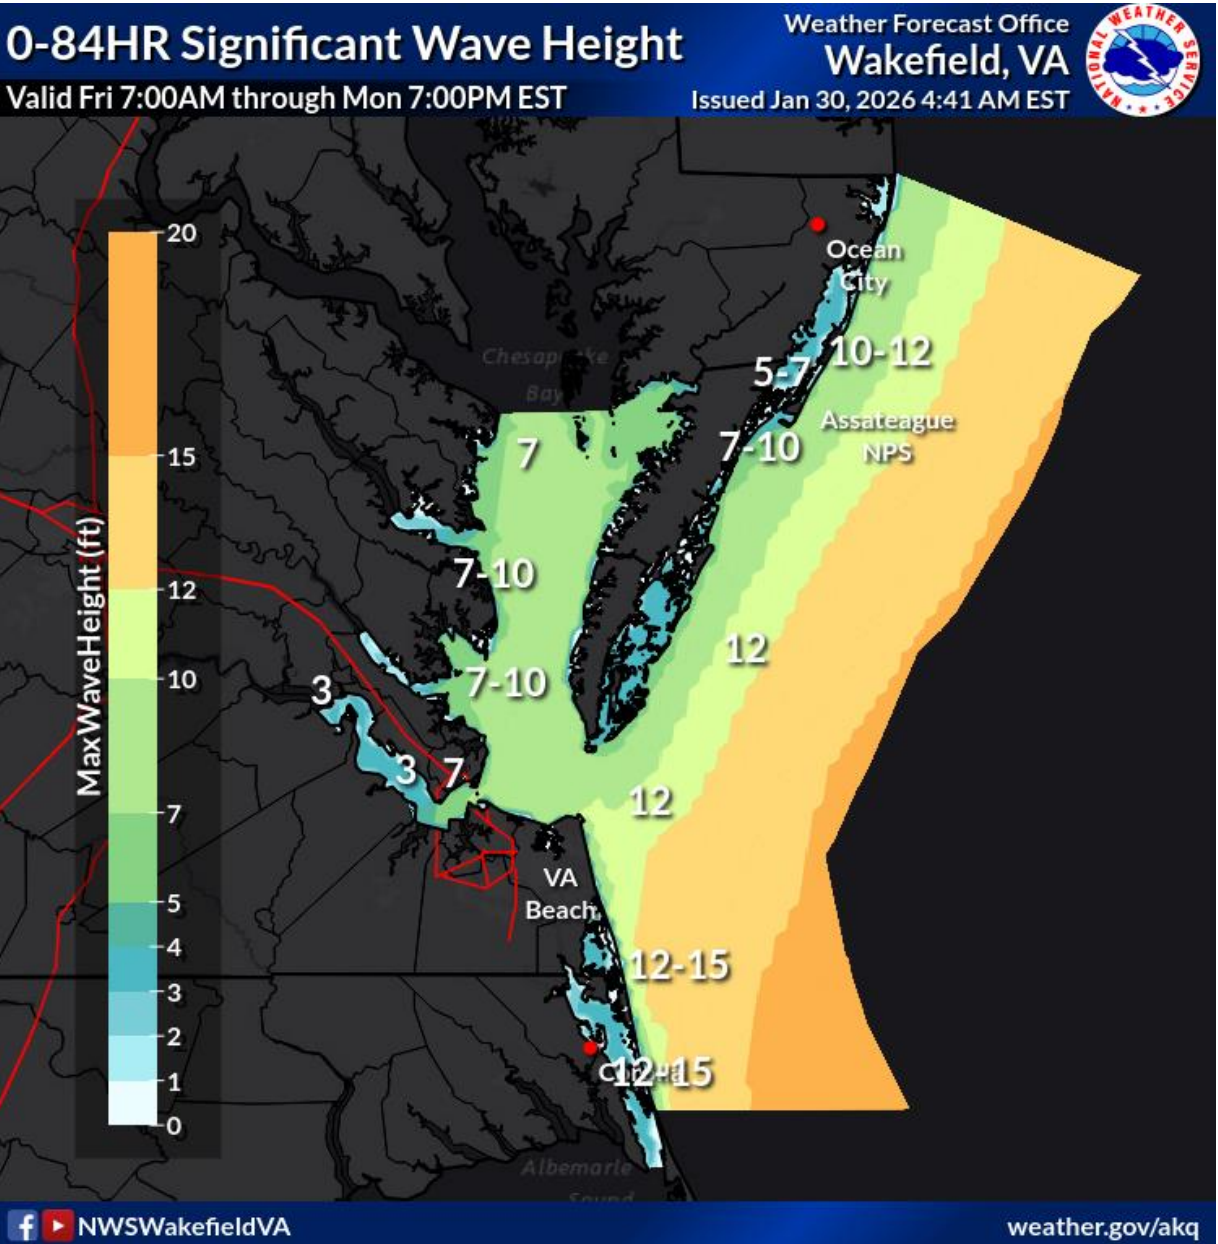 0-84HR Significant Wave Height
Valid Fri 7:00AM through Mon 7:00PM EST
Weather Forecast Office
Wakefield, VA
Issued Jan 30, 2026 4:41 AM EST
NATIONAL WEATHER SERVICE
MaxWaveHeight (ft)
20
15
12
10
7
5
4
3
2
1
0
Ocean
City
Chesapeake
Bay
5-7
10-12
Assateague
NPS
7-10
7
7-10
12
7-10
3
3
7
12
VA
Beach
12-15
Corolla
12-15
Albemarle
Sound
NWSWakefieldVA
weather.gov/akq